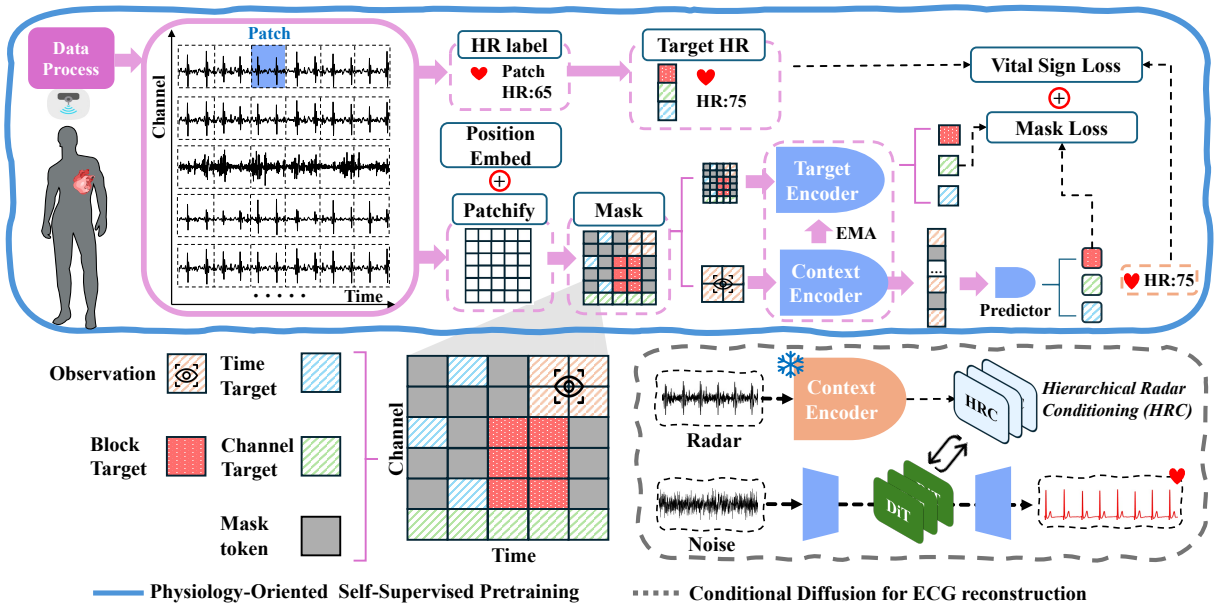 Data
Process
Patch
Channel
Time
HR label
Patch
HR:65
Target HR
HR:75
Vital Sign Loss
Mask Loss
Position
Embed
Patchify
Mask
Target
Encoder
EMA
Context
Encoder
...
Predictor
HR:75
Observation
Time
Target
Block
Target
Channel
Target
Mask
token
Channel
Time
Radar
Context
Encoder
HRC
Hierarchical Radar
Conditioning (HRC)
Noise
DiT
Physiology-Oriented Self-Supervised Pretraining
Conditional Diffusion for ECG reconstruction